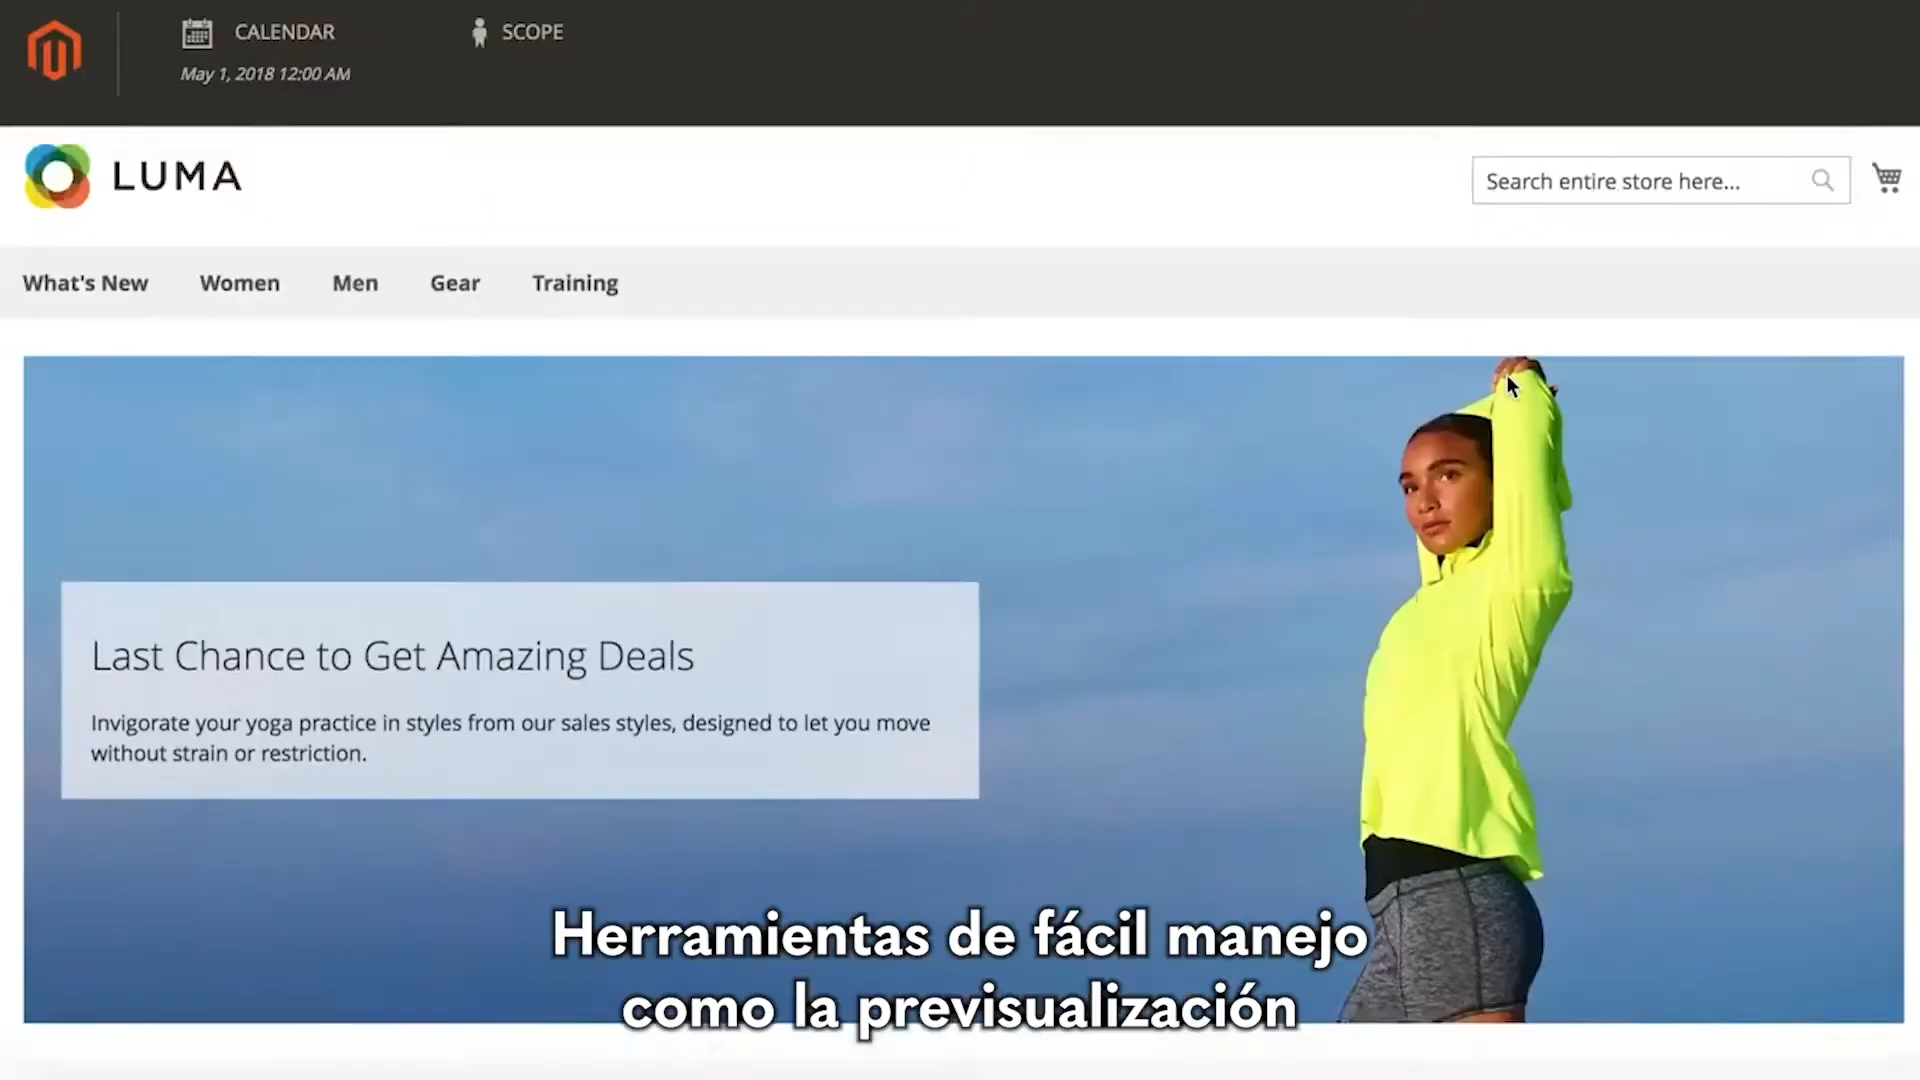 CALENDAR
SCOPE
May 1, 2018 12:00 AM
LUMA
Search entire store here...
What's New
Women
Men
Gear
Training
Last Chance to Get Amazing Deals
Invigorate your yoga practice in styles from our sales styles, designed to let you move
without strain or restriction.
Herramientas de fácil manejo
como la previsualización